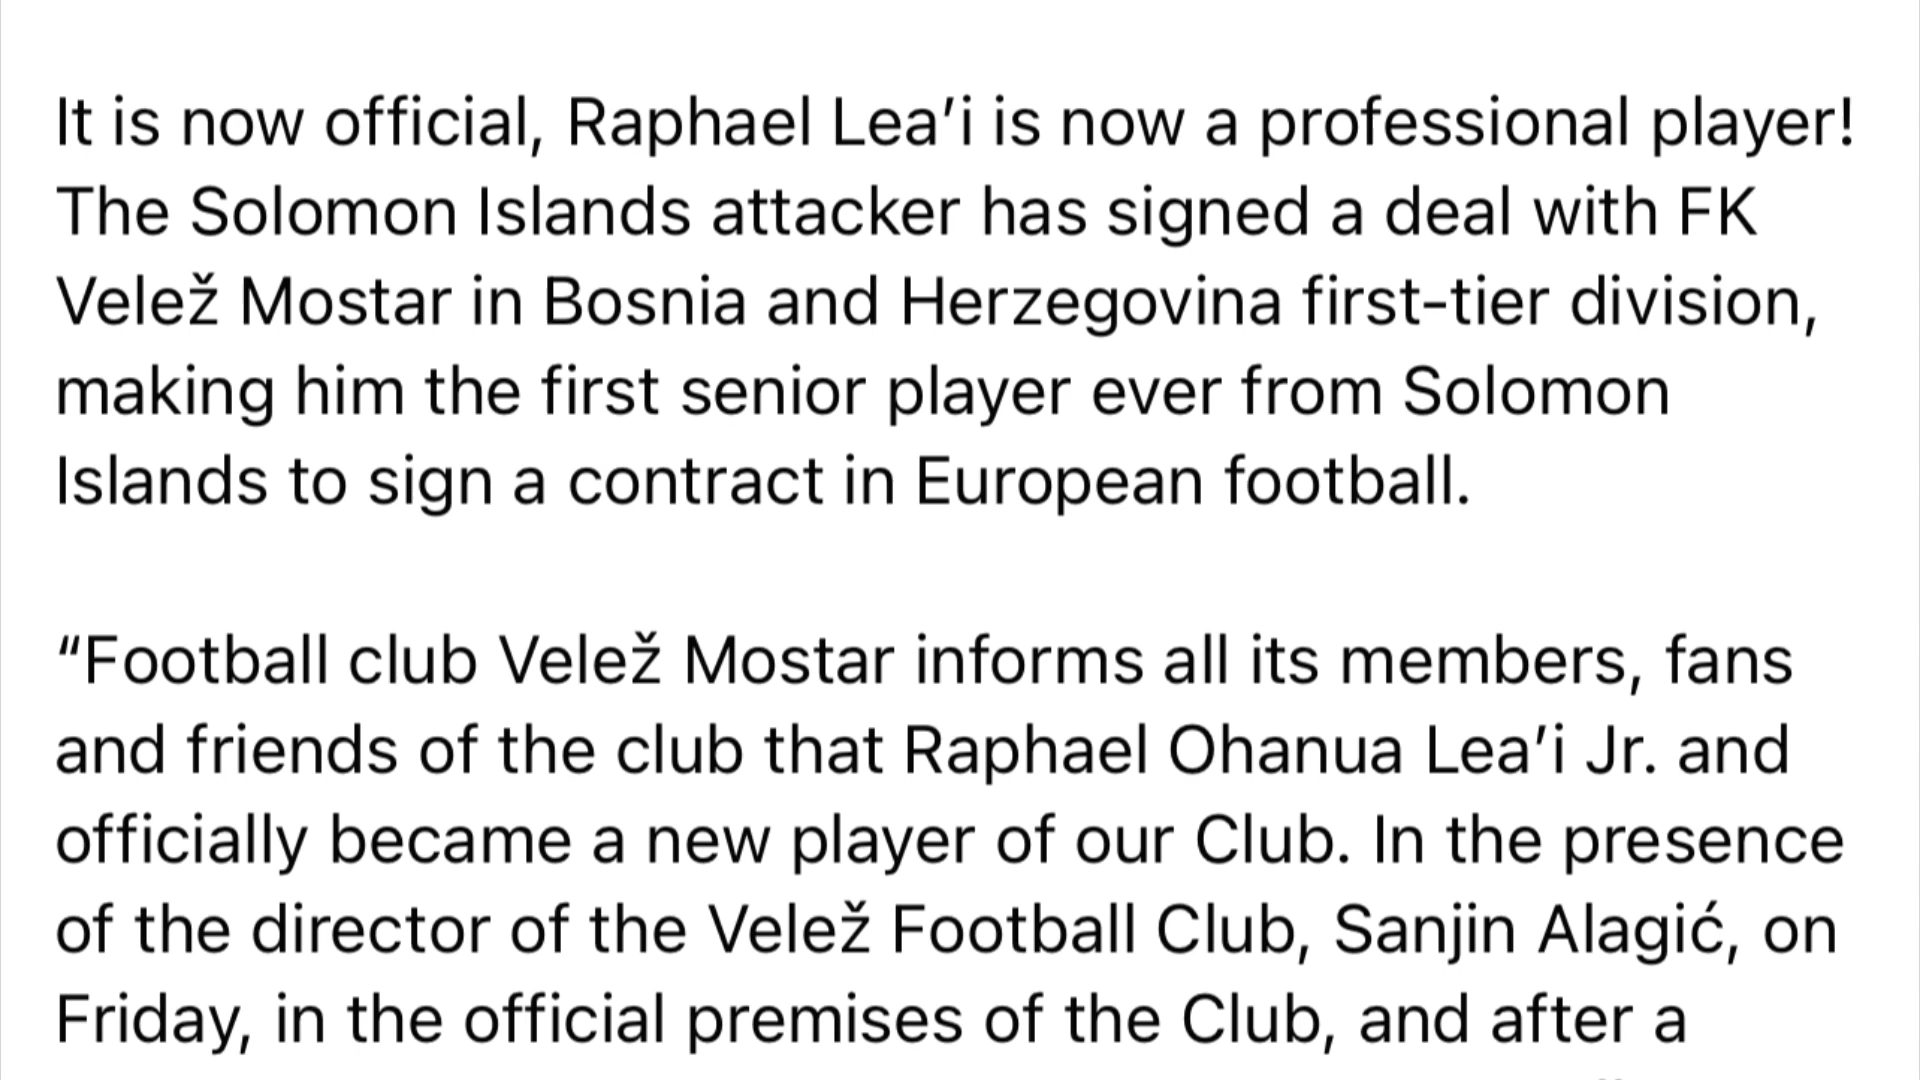 It is now official, Raphael Lea’i is now a professional player!
The Solomon Islands attacker has signed a deal with FK
Velež Mostar in Bosnia and Herzegovina first-tier division,
making him the first senior player ever from Solomon
Islands to sign a contract in European football.
“Football club Velež Mostar informs all its members, fans
and friends of the club that Raphael Ohanua Lea’i Jr. and
officially became a new player of our Club. In the presence
of the director of the Velež Football Club, Sanjin Alagić, on
Friday, in the official premises of the Club, and after a